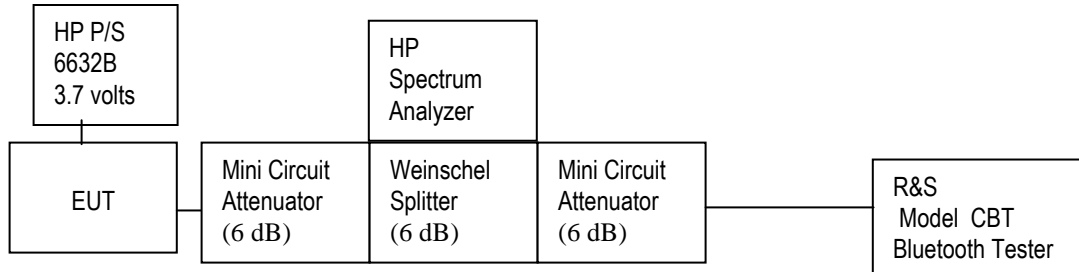 HP P/S
6632B
3.7 volts
HP
Spectrum
Analyzer
EUT
Mini Circuit
Attenuator
(6 dB)
Weinschel
Splitter
(6 dB)
Mini Circuit
Attenuator
(6 dB)
R&S
Model CBT
Bluetooth Tester